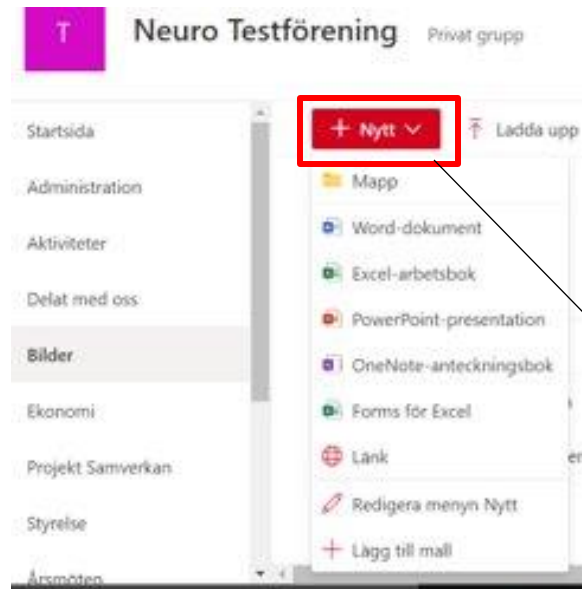 T
Neuro Testförening Privat grupp
Startsida
Administration
Aktiviteter
Delat med oss
Bilder
Ekonomi
Projekt Samverkan
Styrelse
Årsmöten
+ Nytt
Ladda upp
Mapp
Word-dokument
Excel-arbetsbok
PowerPoint-presentation
OneNote-anteckningsbok
Forms för Excel
Länk
Redigera menyn Nytt
Lägg till mall